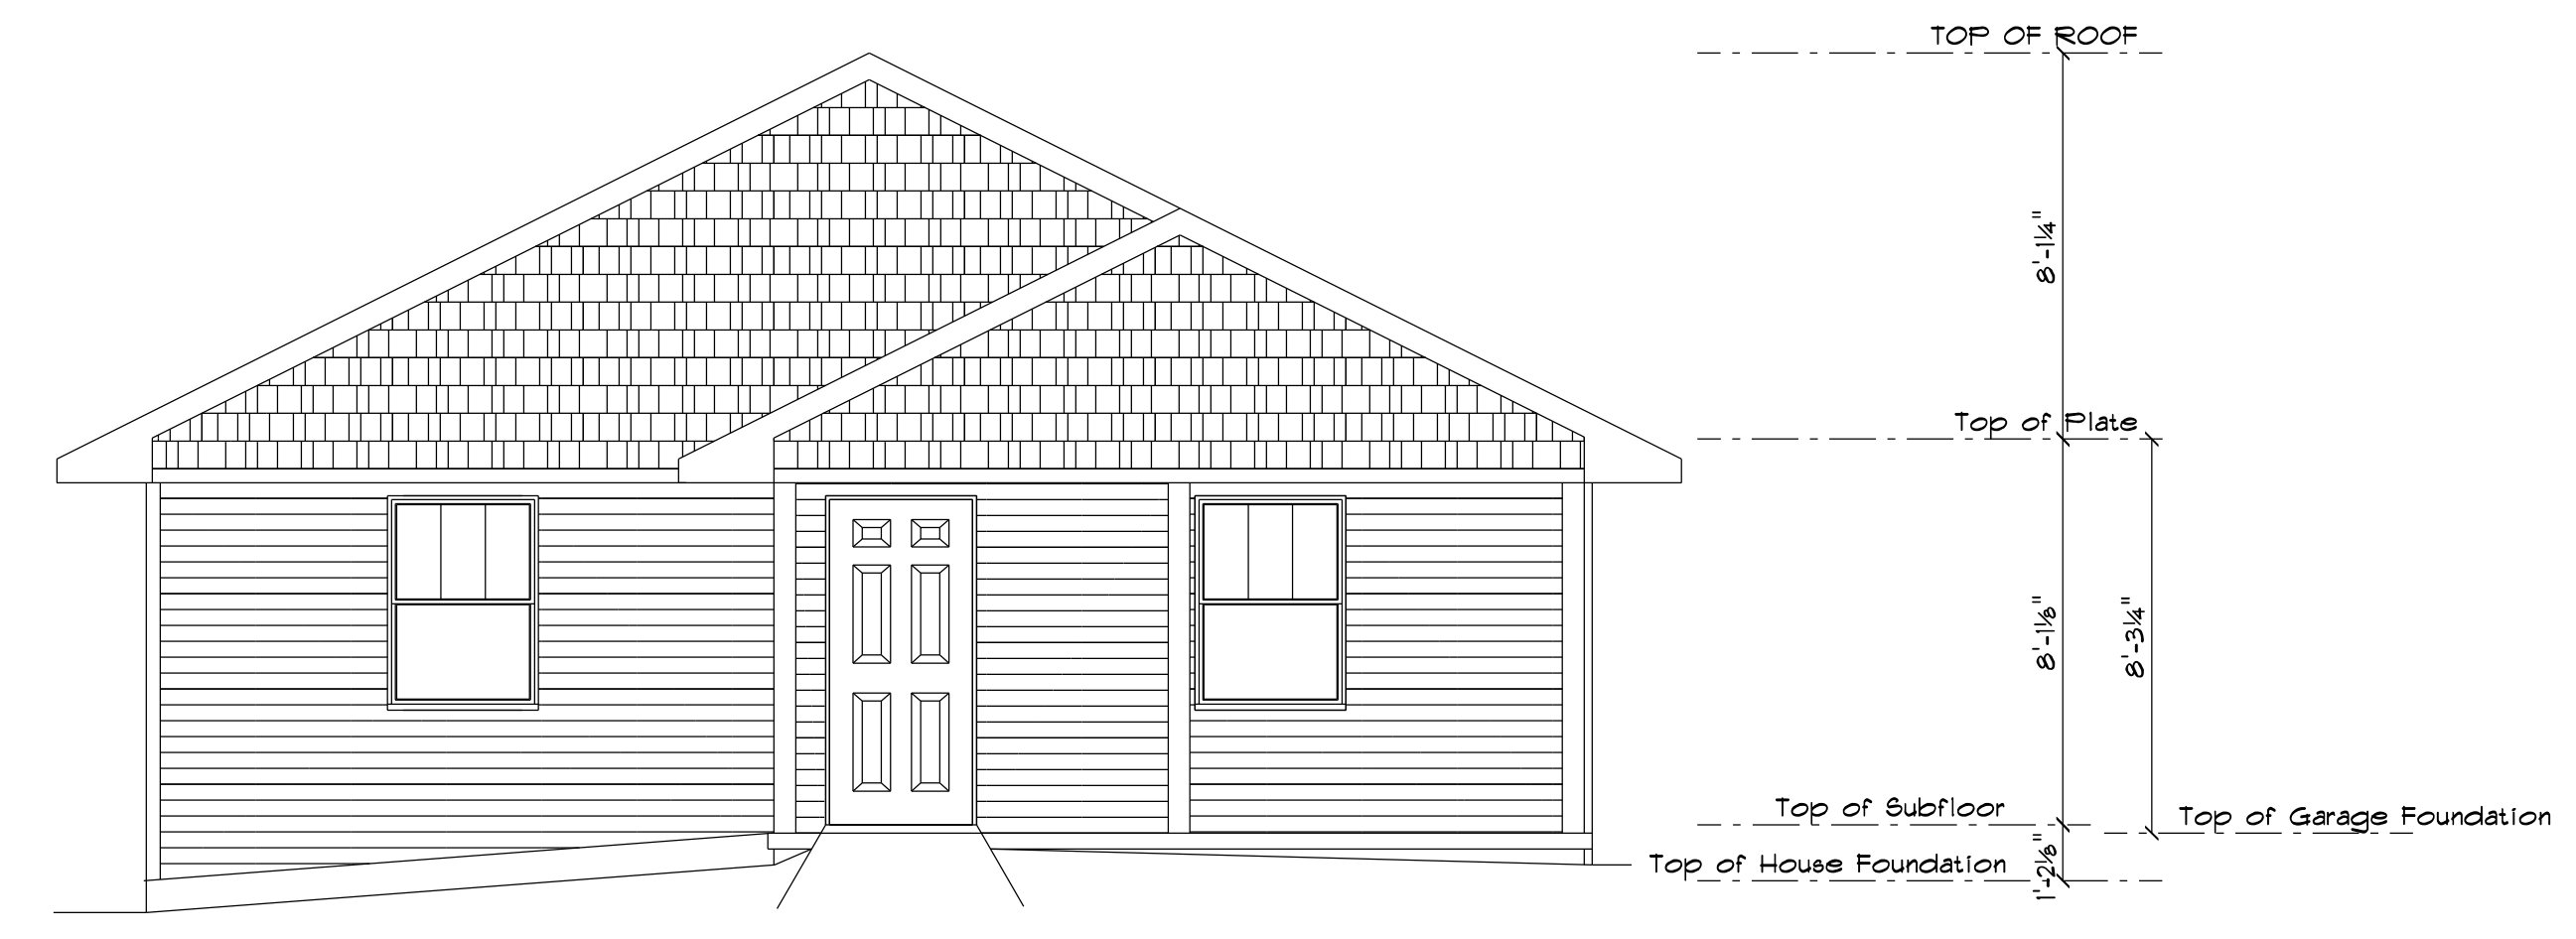 TOP OF ROOF
8'-1¼"
Top of Plate
8'-1⅛"
8'-3¼"
Top of Subfloor
Top of Garage Foundation
Top of House Foundation
1'-2⅛"